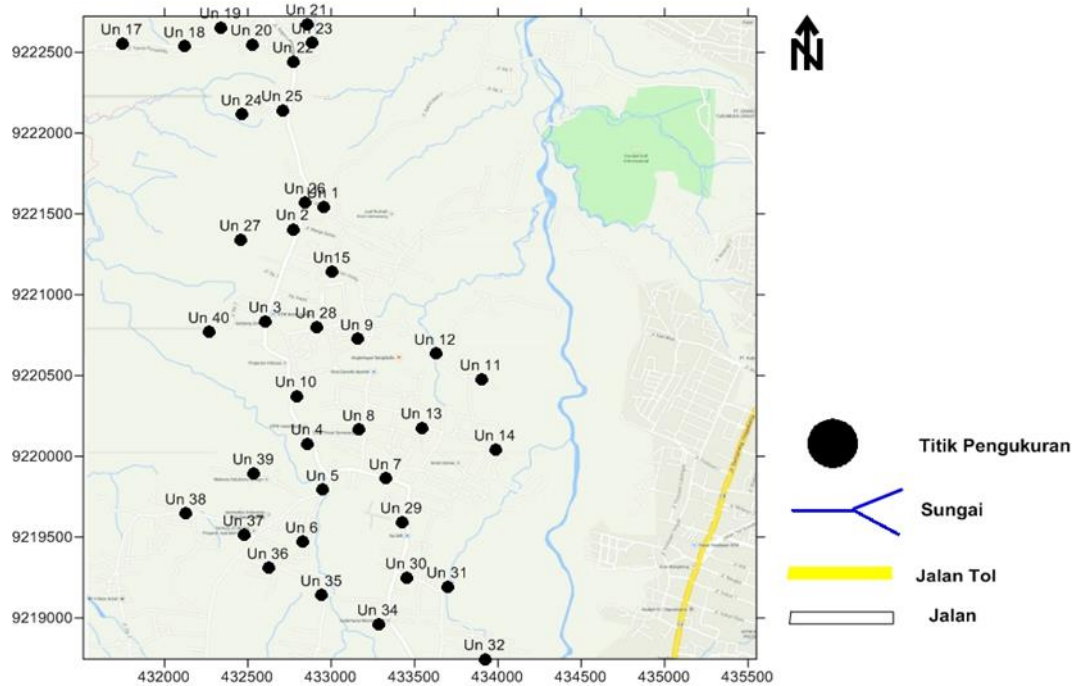 Un 19
Un 21
Un 17
Un 18
Un 20
Un 23
9222500
Un 22
N
Un 24
Un 25
9222000
Un 26
Un 1
9221500
Un 27
Un 2
Un15
9221000
Un 3
Un 28
Un 40
Un 9
Un 12
9220500
Un 11
Un 10
Un 8
Un 13
Un 4
Un 14
9220000
Titik Pengukuran
Un 39
Un 5
Un 7
Un 38
Un 29
9219500
Un 37
Un 6
Sungai
Un 36
Un 30
Un 31
Jalan Tol
Un 35
9219000
Un 34
Jalan
Un 32
432000 432500 433000 433500 434000 434500 435000 435500